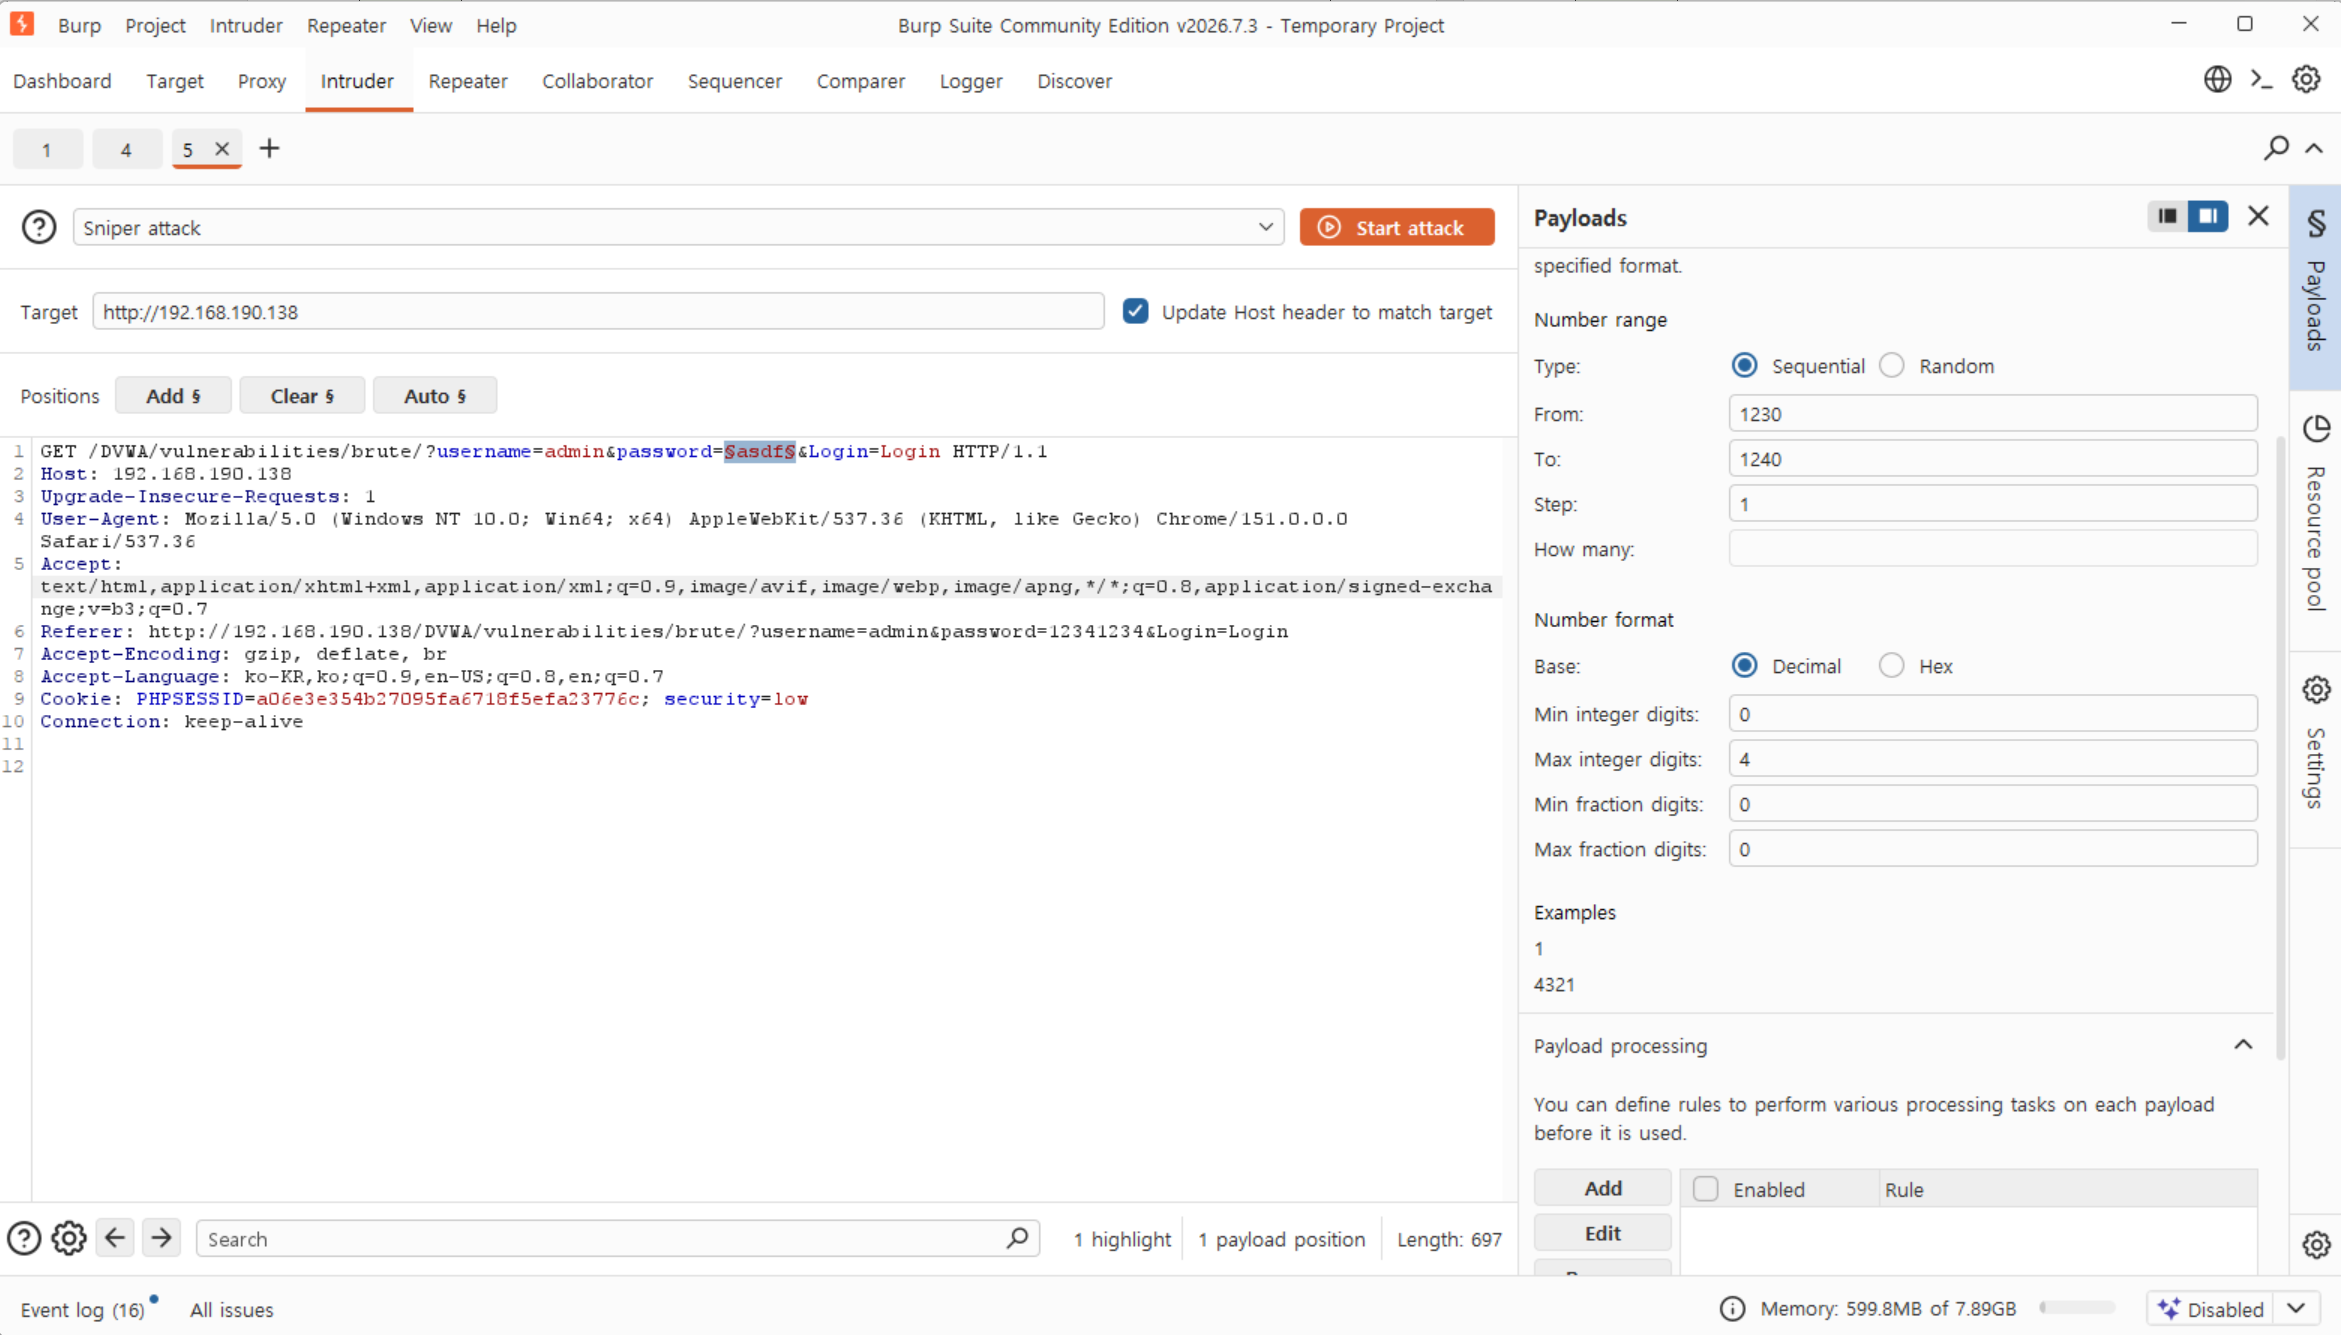 Burp Project Intruder Repeater View Help
Burp Suite Community Edition v2026.7.3 - Temporary Project
Dashboard Target Proxy Intruder Repeater Collaborator Sequencer Comparer Logger Discover
1 4 5
Sniper attack
Start attack
Target http://192.168.190.138 Update Host header to match target
Positions Add § Clear § Auto §
1 GET /DVWA/vulnerabilities/brute/?username=admin&password=§asdf§&Login=Login HTTP/1.1
2 Host: 192.168.190.138
3 Upgrade-Insecure-Requests: 1
4 User-Agent: Mozilla/5.0 (Windows NT 10.0; Win64; x64) AppleWebKit/537.36 (KHTML, like Gecko) Chrome/151.0.0.0
Safari/537.36
5 Accept:
text/html,application/xhtml+xml,application/xml;q=0.9,image/avif,image/webp,image/apng,*/*;q=0.8,application/signed-excha
nge;v=b3;q=0.7
6 Referer: http://192.168.190.138/DVWA/vulnerabilities/brute/?username=admin&password=12341234&Login=Login
7 Accept-Encoding: gzip, deflate, br
8 Accept-Language: ko-KR,ko;q=0.9,en-US;q=0.8,en;q=0.7
9 Cookie: PHPSESSID=a06e3e354b27095fa6718f5efa23776c; security=low
10 Connection: keep-alive
11
12
Search
1 highlight 1 payload position Length: 697
Payloads
specified format.
Number range
Type: Sequential Random
From: 1230
To: 1240
Step: 1
How many:
Number format
Base: Decimal Hex
Min integer digits: 0
Max integer digits: 4
Min fraction digits: 0
Max fraction digits: 0
Examples
1
4321
Payload processing
You can define rules to perform various processing tasks on each payload
before it is used.
Add Enabled Rule
Edit
§ Payloads
Resource pool
Settings
Event log (16) All issues
Memory: 599.8MB of 7.89GB
Disabled